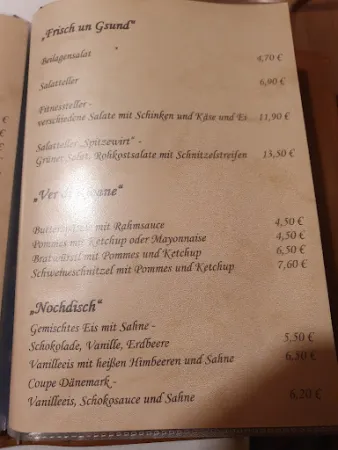 „Frisch un Gsund“
Beilagensalat 4,70 €
Salatteller 6,90 €
Fitnessteller -
verschiedene Salate mit Schinken und Käse und Ei... 11,90 €
Salatteller „Spitzewirt“ -
Grüner Salat, Rohkostsalate mit Schnitzelstreifen 13,50 €
„Ver
mit Rahmsauce 4,50 €
Pommes mit Ketchup oder Mayonnaise 4,50 €
Bratwürstl mit Pommes und Ketchup 6,50 €
Schweineschnitzel mit Pommes und Ketchup 7,60 €
„Nochdisch“
Gemischtes Eis mit Sahne -
Schokolade, Vanille, Erdbeere 5,50 €
Vanilleeis mit heißen Himbeeren und Sahne 6,50 €
Coupe Dänemark -
Vanilleeis, Schokosauce und Sahne 6,20 €